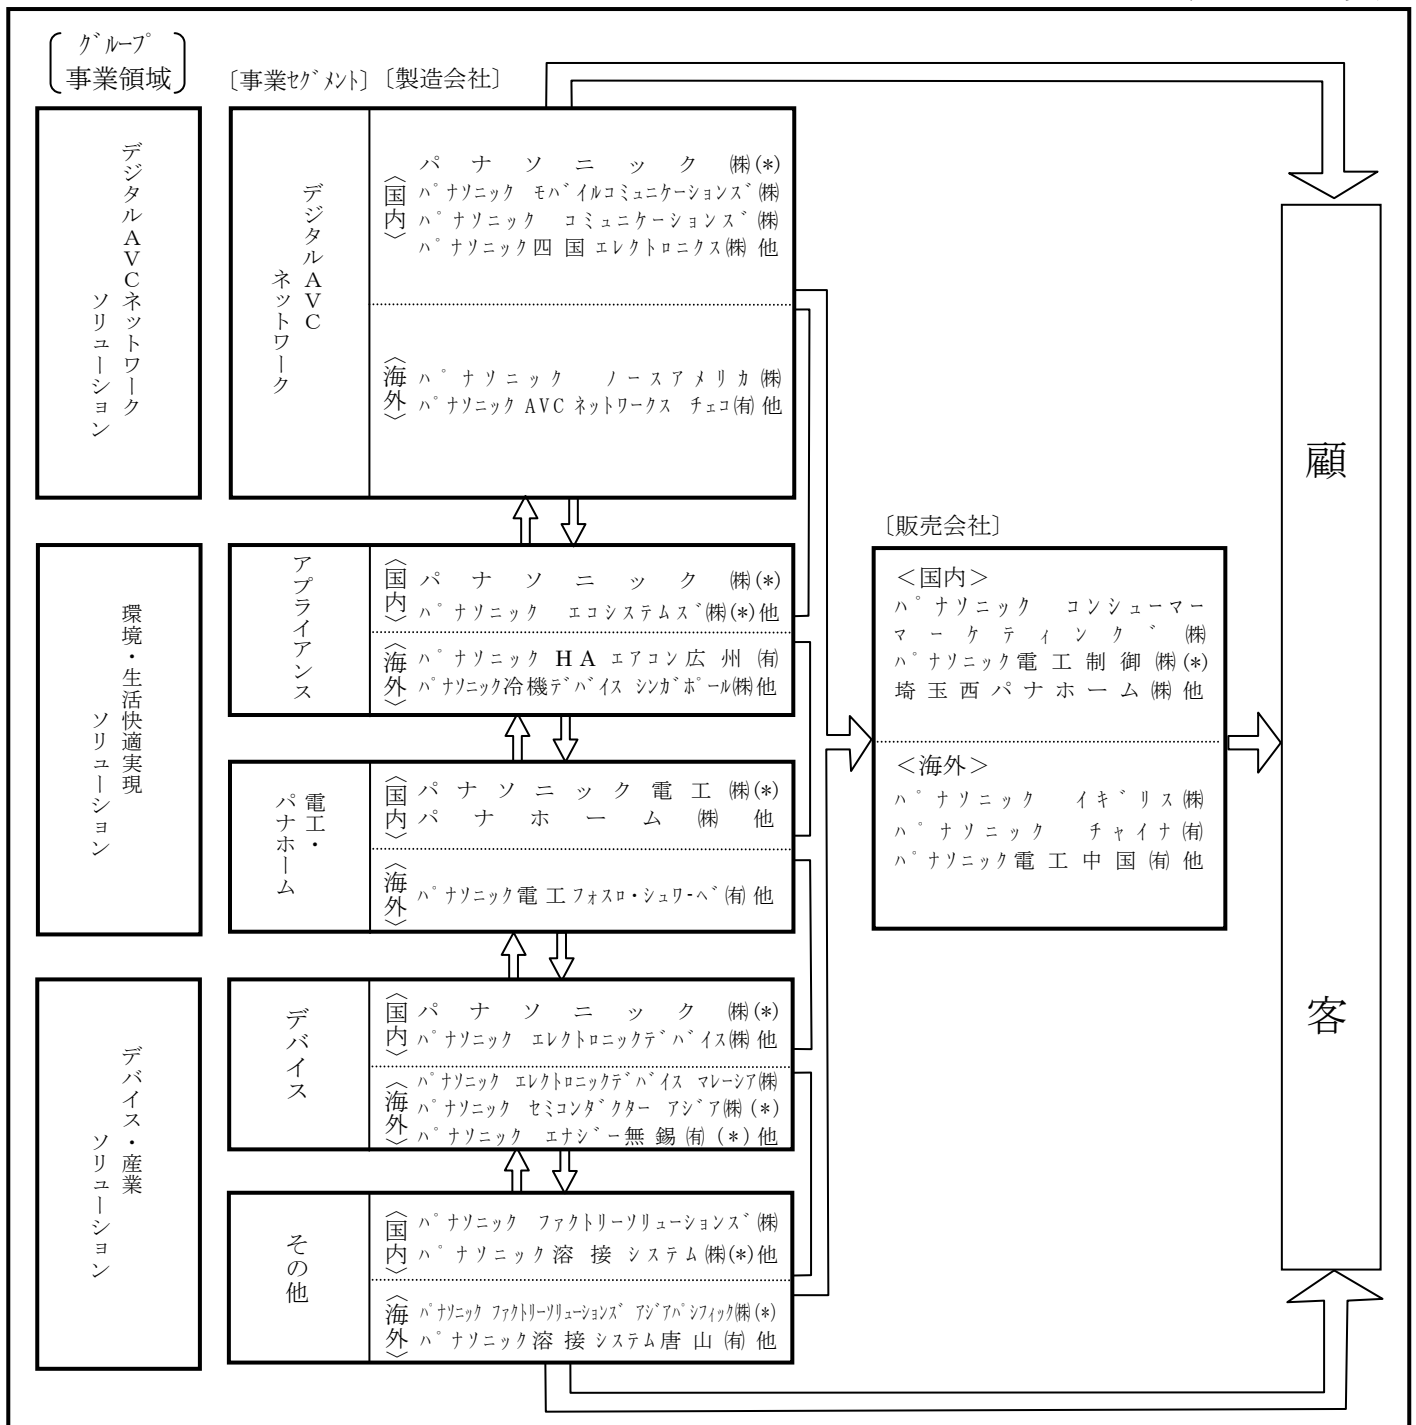 グループ
事業領域
〔事業セグメント〕
〔製造会社〕
デジタルAVCネットワーク
ソリューション
デジタルAVC
ネットワーク
〈国内〉
パナソニック㈱(*)
パナソニック モバイルコミュニケーションズ㈱
パナソニック コミュニケーションズ㈱
パナソニック四国エレクトロニクス㈱他
〈海外〉
パナソニック ノースアメリカ㈱
パナソニック AVC ネットワークス チェコ㈲他
環境・生活快適実現
ソリューション
アプライアンス
〈国内〉
パナソニック㈱(*)
パナソニック エコシステムズ㈱(*)他
〈海外〉
パナソニック HA エアコン広州㈲
パナソニック冷機デバイス シンガポール㈱他
電工・
パナホーム
〈国内〉
パナソニック電工㈱(*)
パナホーム㈱他
〈海外〉
パナソニック電工フォスロ・シュワーベ㈲他
デバイス・産業
ソリューション
デバイス
〈国内〉
パナソニック㈱(*)
パナソニック エレクトロニックデバイス㈱他
〈海外〉
パナソニック エレクトロニックデバイス マレーシア㈱
パナソニック セミコンダクター アジア㈱(*)
パナソニック エナジー無錫㈲(*)他
その他
〈国内〉
パナソニック ファクトリーソリューションズ㈱
パナソニック溶接システム㈱(*)他
〈海外〉
パナソニック ファクトリーソリューションズ アジアパシフィック㈱(*)
パナソニック溶接システム唐山㈲他
〔販売会社〕
＜国内＞
パナソニック コンシューマー
マーケティング㈱
パナソニック電工制御㈱(*)
埼玉西パナホーム㈱他
＜海外＞
パナソニック イギリス㈱
パナソニック チャイナ㈲
パナソニック電工中国㈲他
顧客